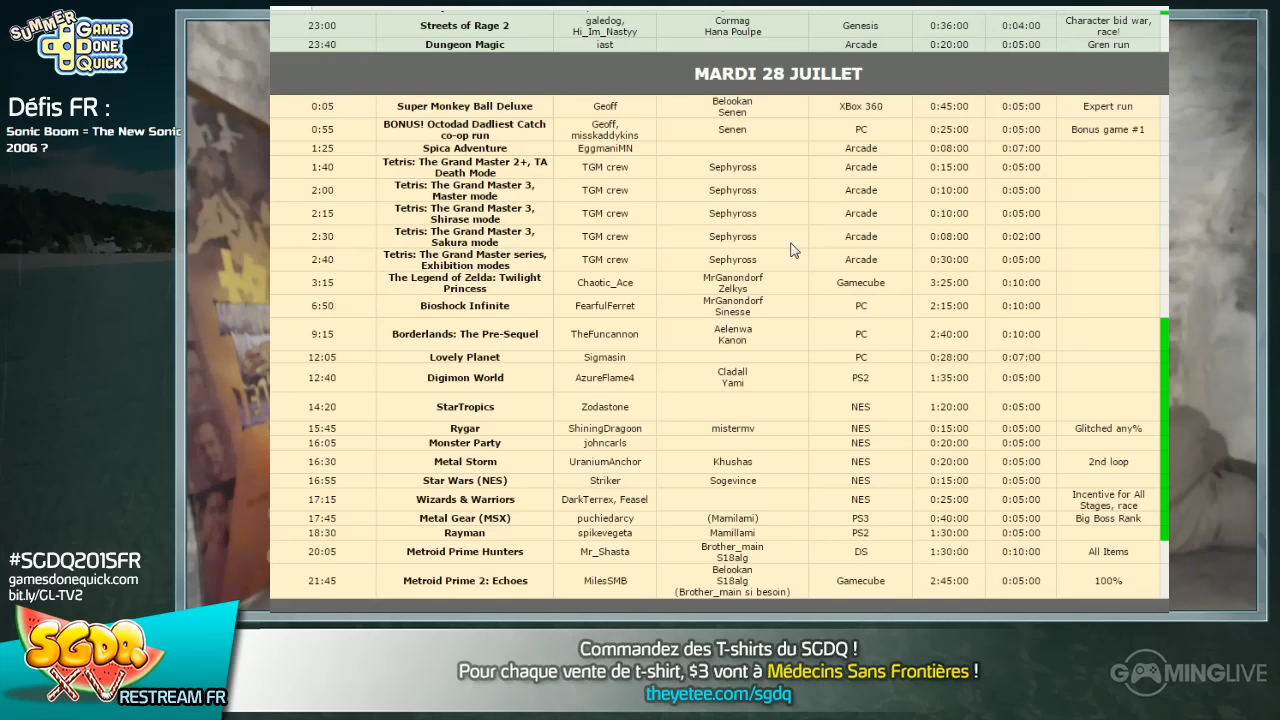 SUMMER
GAMES
DONE
QUICK
Défis FR :
Sonic Boom = The New Sonic
2006 ?
23:00 Streets of Rage 2 galedog, Hi_Im_Nastyy Cormag Hana Poulpe Genesis 0:36:00 0:04:00 Character bid war, race!
23:40 Dungeon Magic iast Arcade 0:20:00 0:05:00 Gren run
MARDI 28 JUILLET
0:05 Super Monkey Ball Deluxe Geoff Belookan Senen XBox 360 0:45:00 0:05:00 Expert run
0:55 BONUS! Octodad Dadliest Catch co-op run Geoff, misskaddykins Senen PC 0:25:00 0:05:00 Bonus game #1
1:25 Spica Adventure EggmaniMN Arcade 0:08:00 0:07:00
1:40 Tetris: The Grand Master 2+, TA Death Mode TGM crew Sephyross Arcade 0:15:00 0:05:00
2:00 Tetris: The Grand Master 3, Master mode TGM crew Sephyross Arcade 0:10:00 0:05:00
2:15 Tetris: The Grand Master 3, Shirase mode TGM crew Sephyross Arcade 0:10:00 0:05:00
2:30 Tetris: The Grand Master 3, Sakura mode TGM crew Sephyross Arcade 0:08:00 0:02:00
2:40 Tetris: The Grand Master series, Exhibition modes TGM crew Sephyross Arcade 0:30:00 0:05:00
3:15 The Legend of Zelda: Twilight Princess Chaotic_Ace MrGanondorf Zelkys Gamecube 3:25:00 0:10:00
6:50 Bioshock Infinite FearfulFerret MrGanondorf Sinesse PC 2:15:00 0:10:00
9:15 Borderlands: The Pre-Sequel TheFuncannon Aelenwa Kanon PC 2:40:00 0:10:00
12:05 Lovely Planet Sigmasin PC 0:28:00 0:07:00
12:40 Digimon World AzureFlame4 Cladall Yami PS2 1:35:00 0:05:00
14:20 StarTropics Zodastone NES 1:20:00 0:05:00
15:45 Rygar ShiningDragoon mistermv NES 0:15:00 0:05:00 Glitched any%
16:05 Monster Party johncarls NES 0:20:00 0:05:00
16:30 Metal Storm UraniumAnchor Khushas NES 0:20:00 0:05:00 2nd loop
16:55 Star Wars (NES) Striker Sogevince NES 0:15:00 0:05:00
17:15 Wizards & Warriors DarkTerrex, Feasel NES 0:25:00 0:05:00 Incentive for All Stages, race
17:45 Metal Gear (MSX) puchiedarcy (Mamilami) PS3 0:40:00 0:05:00 Big Boss Rank
18:30 Rayman spikevegeta Mamillami PS2 1:30:00 0:05:00
20:05 Metroid Prime Hunters Mr_Shasta Brother_main S18alg DS 1:30:00 0:10:00 All Items
21:45 Metroid Prime 2: Echoes MilesSMB Belookan S18alg (Brother_main si besoin) Gamecube 2:45:00 0:05:00 100%
#SGDQ2015FR
gamesdonequick.com
bit.ly/GL-TV2
SGDQ
RESTREAM FR
Commandez des T-shirts du SGDQ !
Pour chaque vente de t-shirt, $3 vont à Médecins Sans Frontières !
theyetee.com/sgdq
GAMINGLIVE